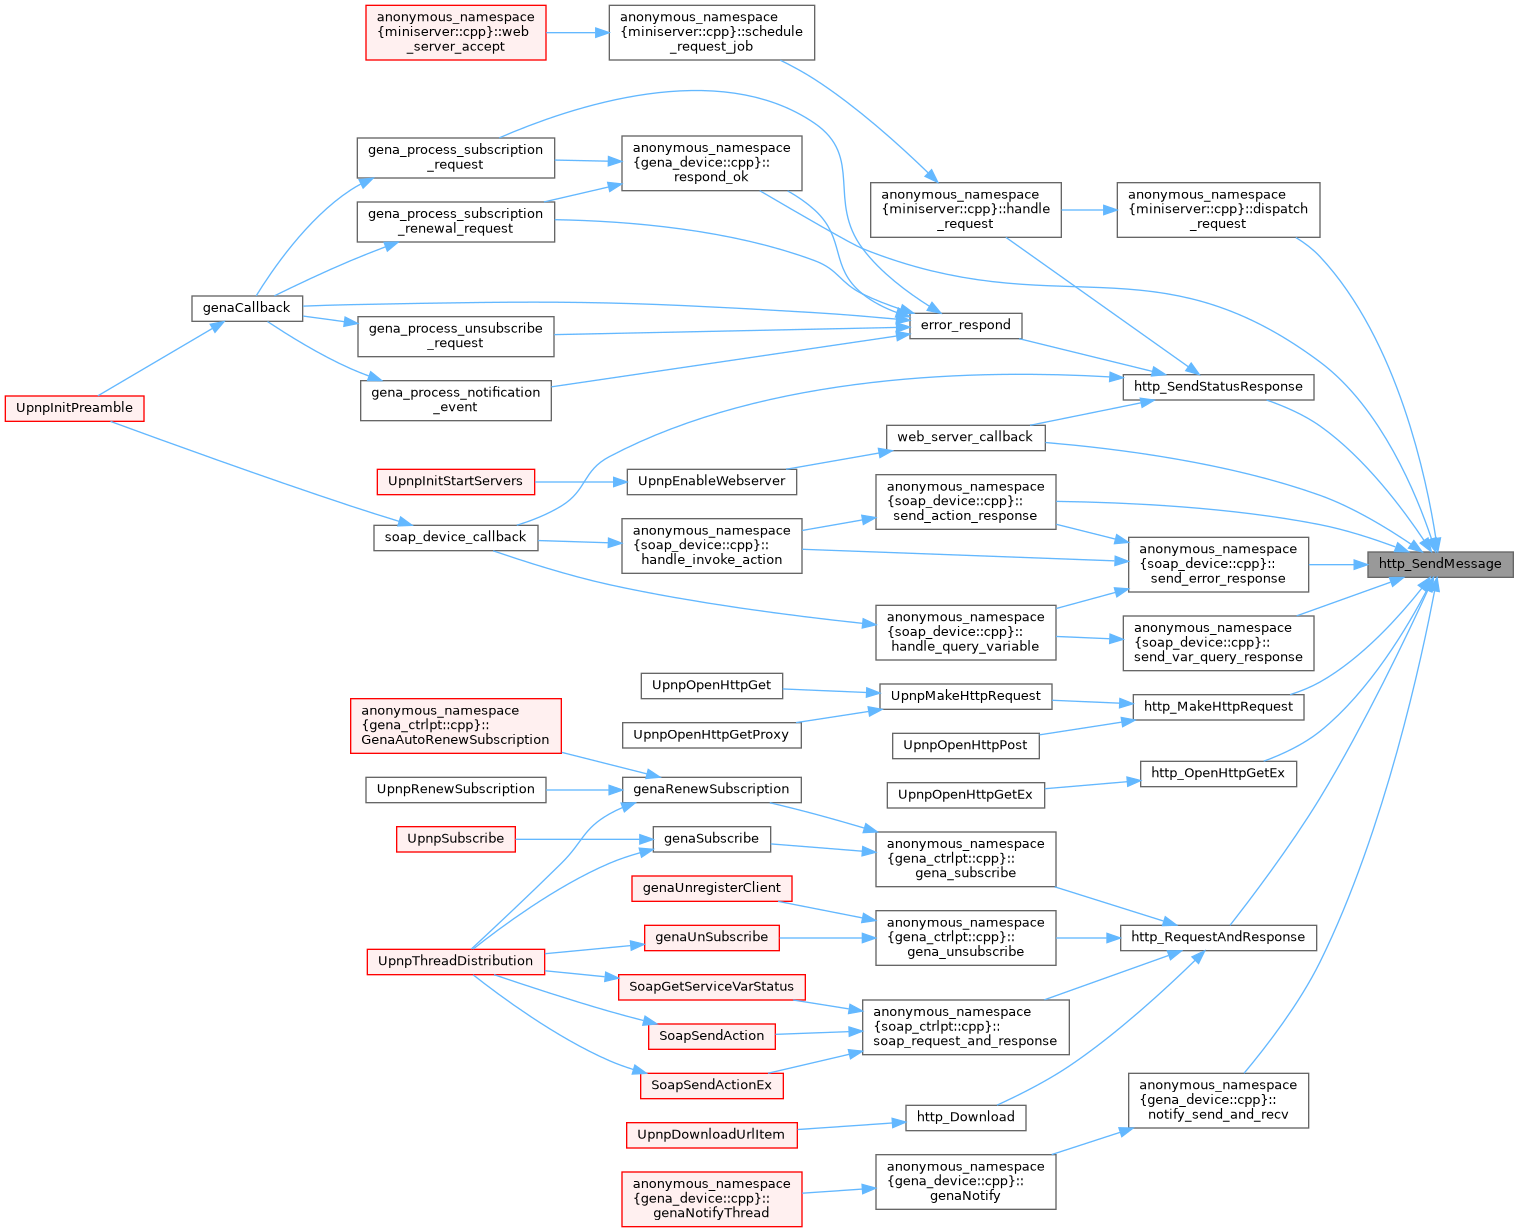 anonymous_namespace
{miniserver::cpp}::web
_server_accept
anonymous_namespace
{miniserver::cpp}::schedule
_request_job
gena_process_subscription
_request
anonymous_namespace
{gena_device::cpp}::
respond_ok
anonymous_namespace
{miniserver::cpp}::handle
_request
anonymous_namespace
{miniserver::cpp}::dispatch
_request
gena_process_subscription
_renewal_request
genaCallback
gena_process_unsubscribe
_request
error_respond
gena_process_notification
_event
http_SendStatusResponse
UpnpInitPreamble
web_server_callback
UpnpInitStartServers
UpnpEnableWebserver
anonymous_namespace
{soap_device::cpp}::
send_action_response
soap_device_callback
anonymous_namespace
{soap_device::cpp}::
handle_invoke_action
anonymous_namespace
{soap_device::cpp}::
send_error_response
http_SendMessage
anonymous_namespace
{soap_device::cpp}::
handle_query_variable
anonymous_namespace
{soap_device::cpp}::
send_var_query_response
UpnpOpenHttpGet
UpnpMakeHttpRequest
http_MakeHttpRequest
anonymous_namespace
{gena_ctrlpt::cpp}::
GenaAutoRenewSubscription
UpnpOpenHttpGetProxy
UpnpOpenHttpPost
http_OpenHttpGetEx
UpnpRenewSubscription
genaRenewSubscription
UpnpOpenHttpGetEx
UpnpSubscribe
genaSubscribe
anonymous_namespace
{gena_ctrlpt::cpp}::
gena_subscribe
genaUnregisterClient
genaUnSubscribe
anonymous_namespace
{gena_ctrlpt::cpp}::
gena_unsubscribe
http_RequestAndResponse
UpnpThreadDistribution
SoapGetServiceVarStatus
SoapSendAction
anonymous_namespace
{soap_ctrlpt::cpp}::
soap_request_and_response
SoapSendActionEx
http_Download
anonymous_namespace
{gena_device::cpp}::
notify_send_and_recv
UpnpDownloadUrlItem
anonymous_namespace
{gena_device::cpp}::
genaNotify
anonymous_namespace
{gena_device::cpp}::
genaNotifyThread